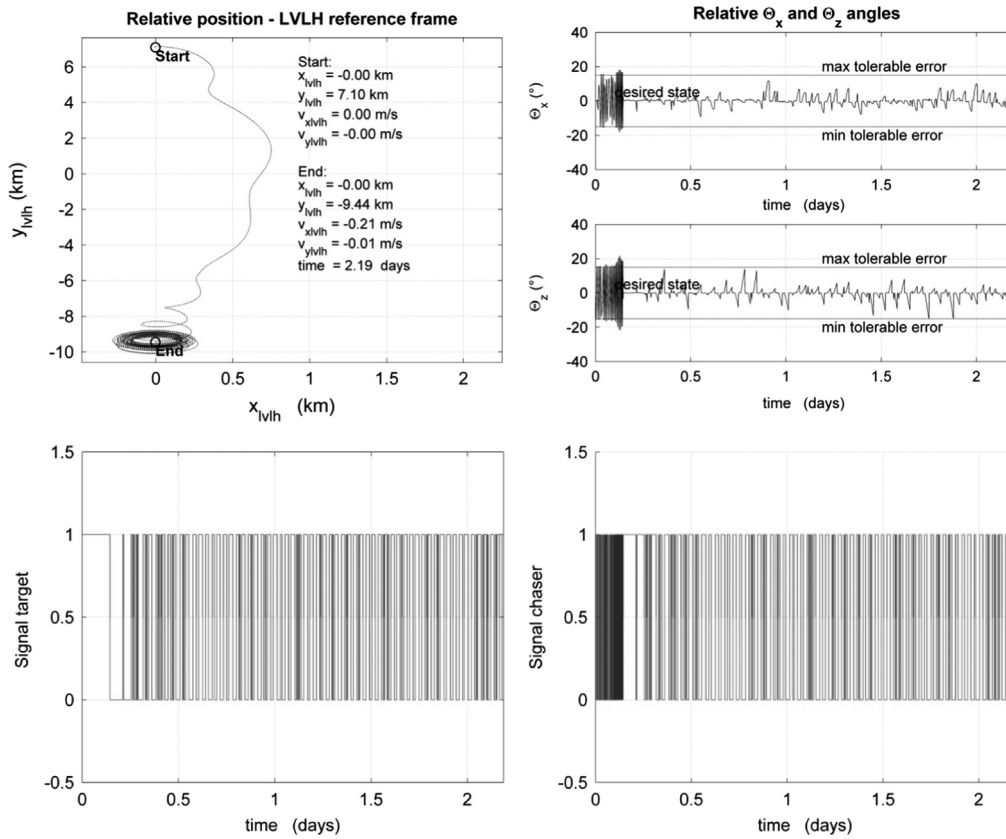 Relative position - LVLH reference frame
6
4
2
0
-2
-4
-6
-8
-10
y_lvlh (km)
Start
End
Start:
x_lvlh = -0.00 km
y_lvlh = 7.10 km
v_xlvlh = 0.00 m/s
v_ylvlh = -0.00 m/s
End:
x_lvlh = -0.00 km
y_lvlh = -9.44 km
v_xlvlh = -0.21 m/s
v_ylvlh = -0.01 m/s
time = 2.19 days
0 0.5 1 1.5 2
x_lvlh (km)
Relative Θ_x and Θ_z angles
40
20
0
-20
-40
Θ_x (°)
max tolerable error
desired state
min tolerable error
0 0.5 1 1.5 2
time (days)
40
20
0
-20
-40
Θ_z (°)
max tolerable error
desired state
min tolerable error
0 0.5 1 1.5 2
time (days)
1.5
1
0.5
0
-0.5
Signal target
0 0.5 1 1.5 2
time (days)
1.5
1
0.5
0
-0.5
Signal chaser
0 0.5 1 1.5 2
time (days)